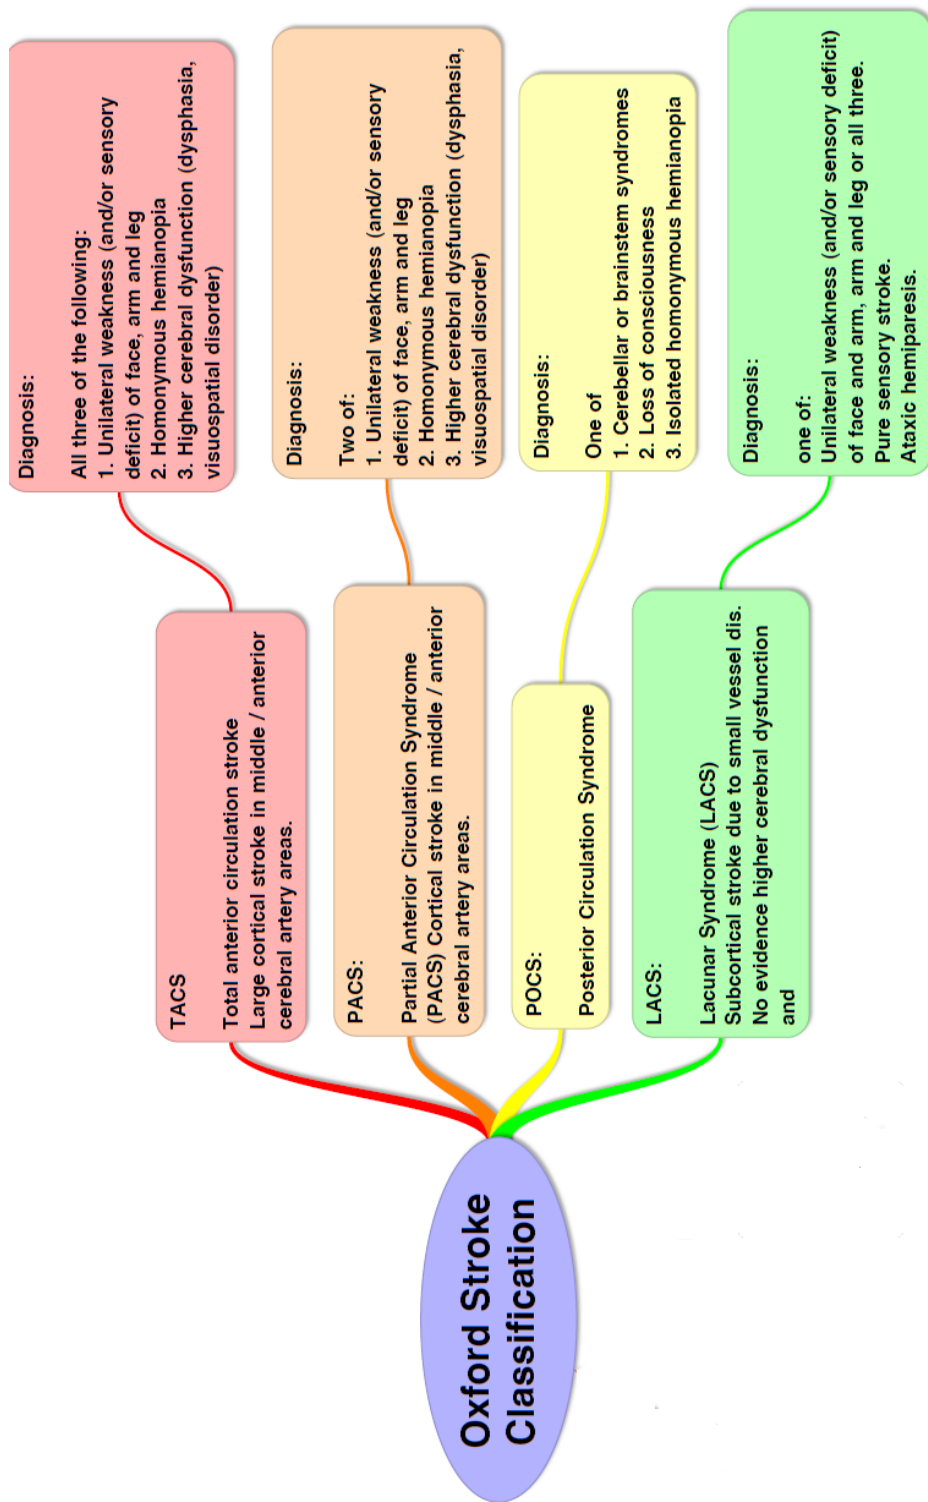 Oxford Stroke
Classification
TACS
Total anterior circulation stroke
Large cortical stroke in middle / anterior
cerebral artery areas.
Diagnosis:
All three of the following:
1. Unilateral weakness (and/or sensory
deficit) of face, arm and leg
2. Homonymous hemianopia
3. Higher cerebral dysfunction (dysphasia,
visuospatial disorder)
PACS:
Partial Anterior Circulation Syndrome
(PACS) Cortical stroke in middle / anterior
cerebral artery areas.
Diagnosis:
Two of:
1. Unilateral weakness (and/or sensory
deficit) of face, arm and leg
2. Homonymous hemianopia
3. Higher cerebral dysfunction (dysphasia,
visuospatial disorder)
POCS:
Posterior Circulation Syndrome
Diagnosis:
One of
1. Cerebellar or brainstem syndromes
2. Loss of consciousness
3. Isolated homonymous hemianopia
LACS:
Lacunar Syndrome (LACS)
Subcortical stroke due to small vessel dis.
No evidence higher cerebral dysfunction
and
Diagnosis:
one of:
Unilateral weakness (and/or sensory deficit)
of face and arm, arm and leg or all three.
Pure sensory stroke.
Ataxic hemiparesis.